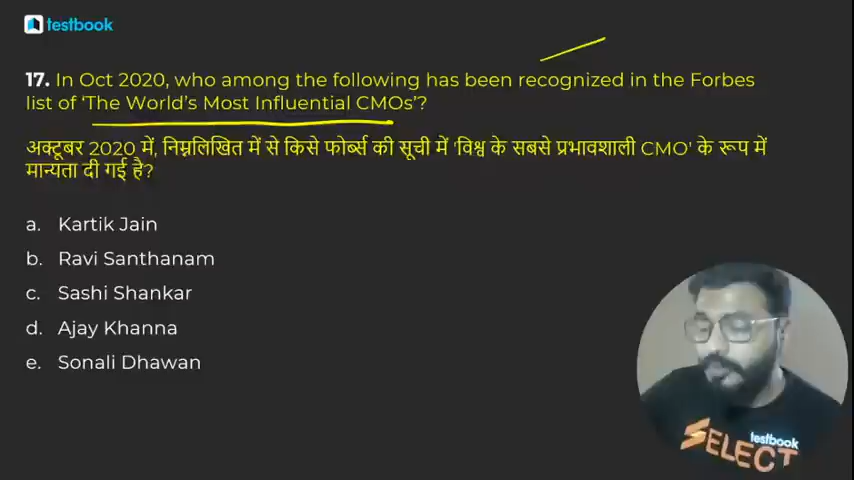 testbook
17. In Oct 2020, who among the following has been recognized in the Forbes
list of ‘The World’s Most Influential CMOs’?
अक्टूबर 2020 में, निम्नलिखित में से किसे फोर्ब्स की सूची में 'विश्व के सबसे प्रभावशाली CMO' के रूप में
मान्यता दी गई है?
a. Kartik Jain
b. Ravi Santhanam
c. Sashi Shankar
d. Ajay Khanna
e. Sonali Dhawan
testbook
SELECT